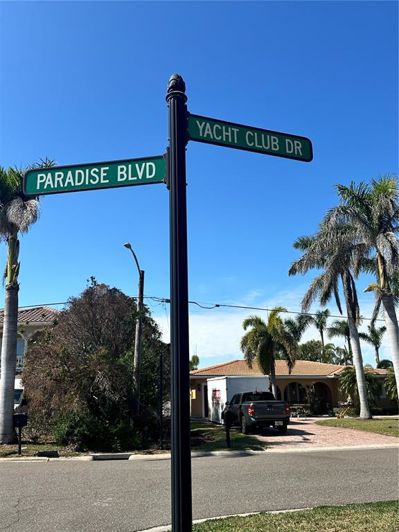 PARADISE BLVD
YACHT CLUB DR